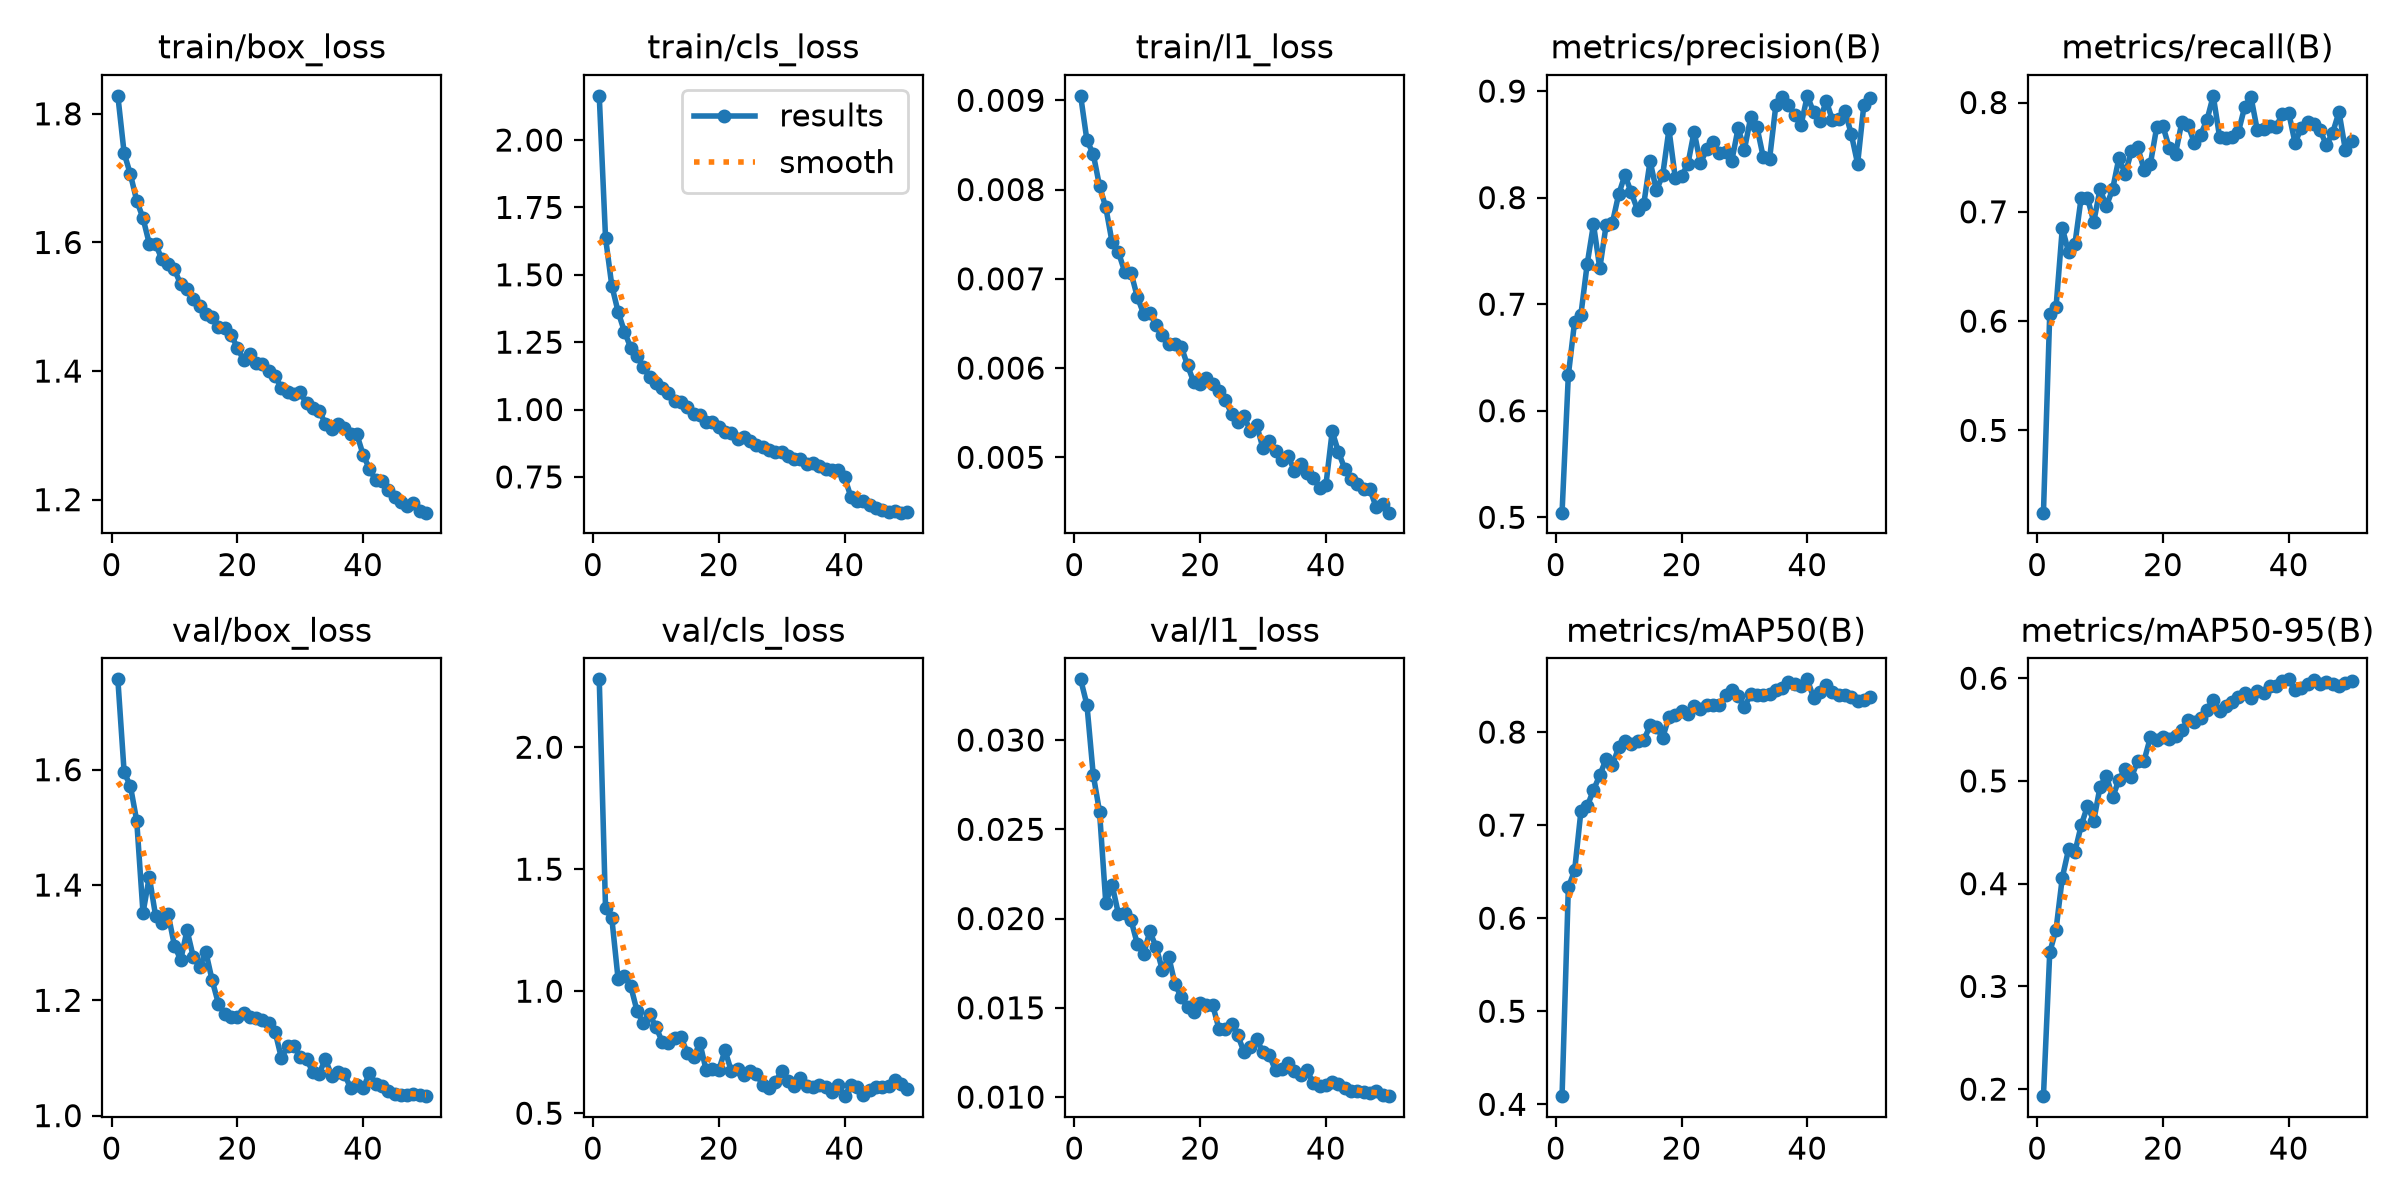 train/box_loss
1.8
1.6
1.4
1.2
0 20 40
train/cls_loss
results
smooth
2.00
1.75
1.50
1.25
1.00
0.75
0 20 40
train/l1_loss
0.009
0.008
0.007
0.006
0.005
0 20 40
metrics/precision(B)
0.9
0.8
0.7
0.6
0.5
0 20 40
metrics/recall(B)
0.8
0.7
0.6
0.5
0 20 40
val/box_loss
1.6
1.4
1.2
1.0
0 20 40
val/cls_loss
2.0
1.5
1.0
0.5
0 20 40
val/l1_loss
0.030
0.025
0.020
0.015
0.010
0 20 40
metrics/mAP50(B)
0.8
0.7
0.6
0.5
0.4
0 20 40
metrics/mAP50-95(B)
0.6
0.5
0.4
0.3
0.2
0 20 40